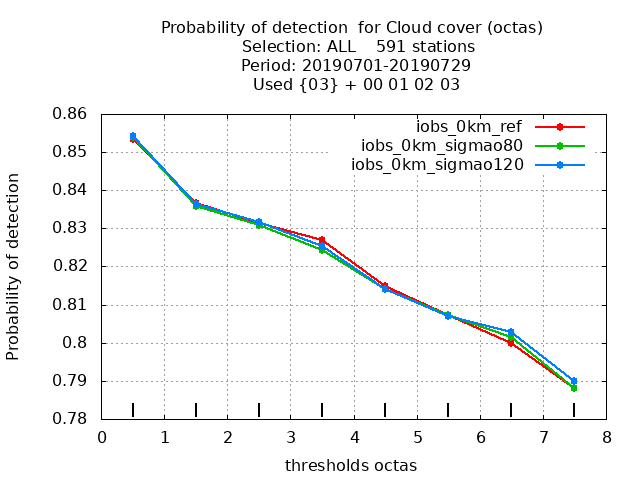 Probability of detection  for Cloud cover (octas)
Selection: ALL    591 stations
Period: 20190701-20190729
Used {03} + 00 01 02 03
iobs_0km_ref
iobs_0km_sigmao80
iobs_0km_sigmao120
Probability of detection
0.86
0.85
0.84
0.83
0.82
0.81
0.8
0.79
0.78
0 1 2 3 4 5 6 7 8
thresholds octas